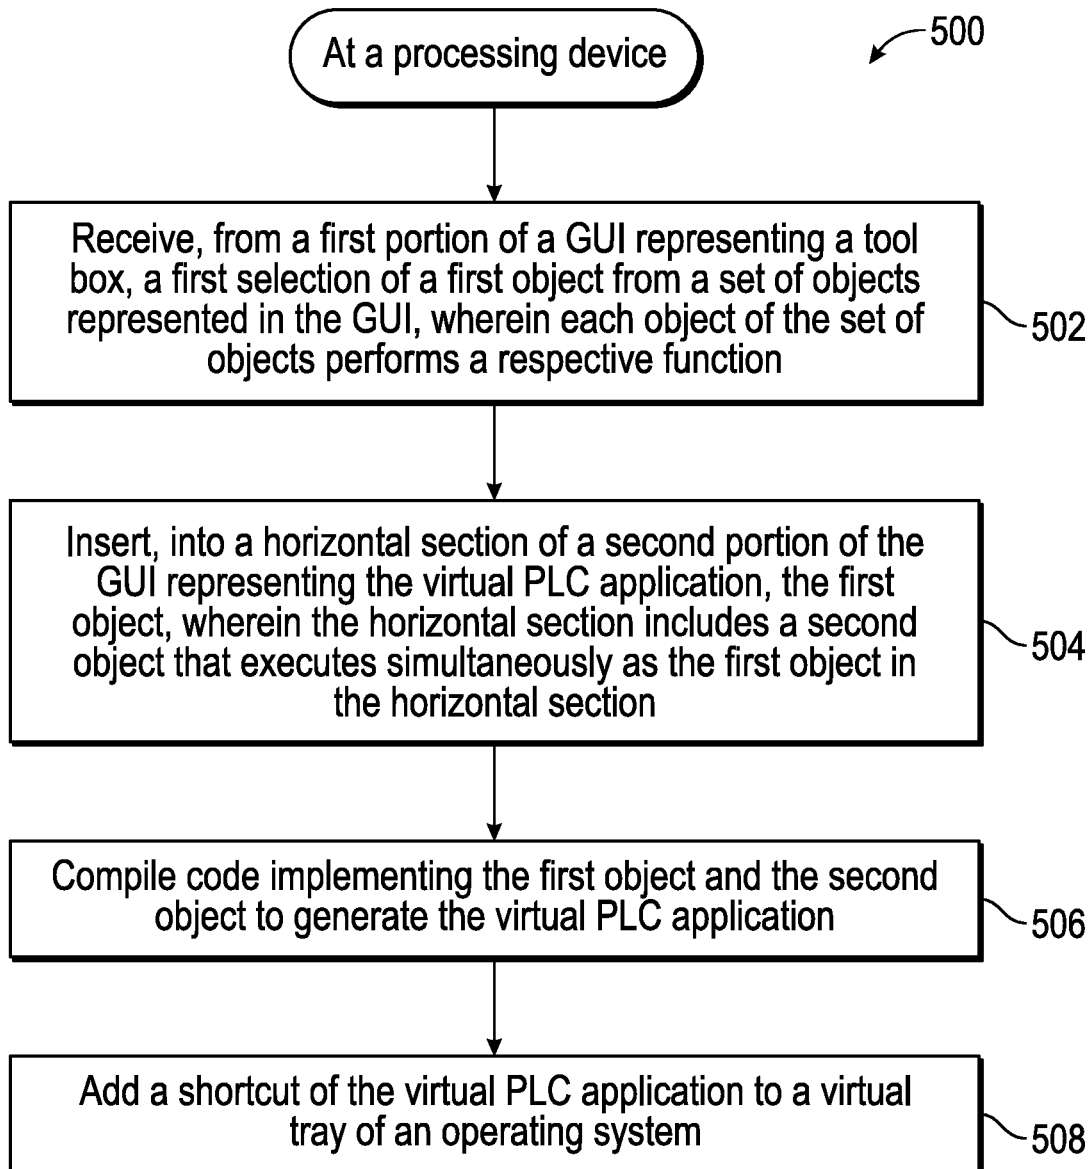 At a processing device
500
Receive, from a first portion of a GUI representing a tool
box, a first selection of a first object from a set of objects
represented in the GUI, wherein each object of the set of
objects performs a respective function
502
Insert, into a horizontal section of a second portion of the
GUI representing the virtual PLC application, the first
object, wherein the horizontal section includes a second
object that executes simultaneously as the first object in
the horizontal section
504
Compile code implementing the first object and the second
object to generate the virtual PLC application
506
Add a shortcut of the virtual PLC application to a virtual
tray of an operating system
508